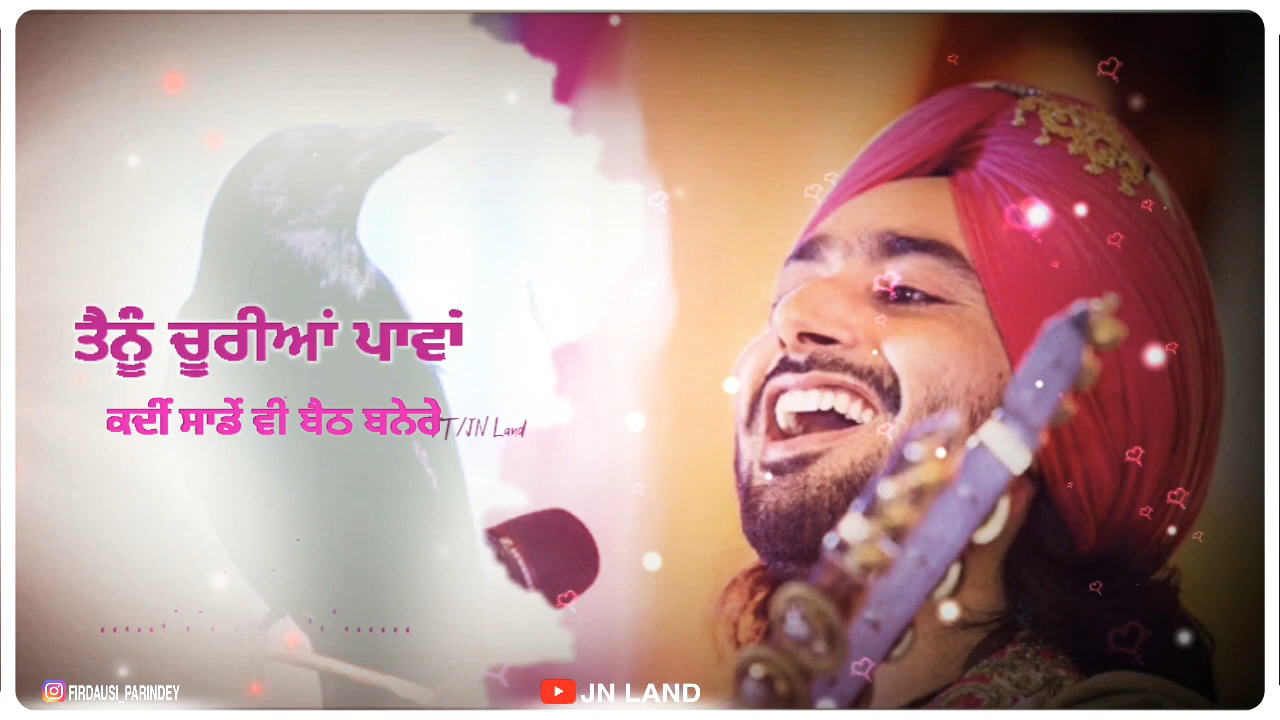 ਤੈਨੂੰ ਚੂਰੀਆਂ ਪਾਵਾਂ
ਕਦੀਂ ਸਾਡੇਂ ਵੀ ਬੈਠ ਬਨੇਰੇ
T/JN Land
FIRDAUSI_PARINDEY
JN LAND